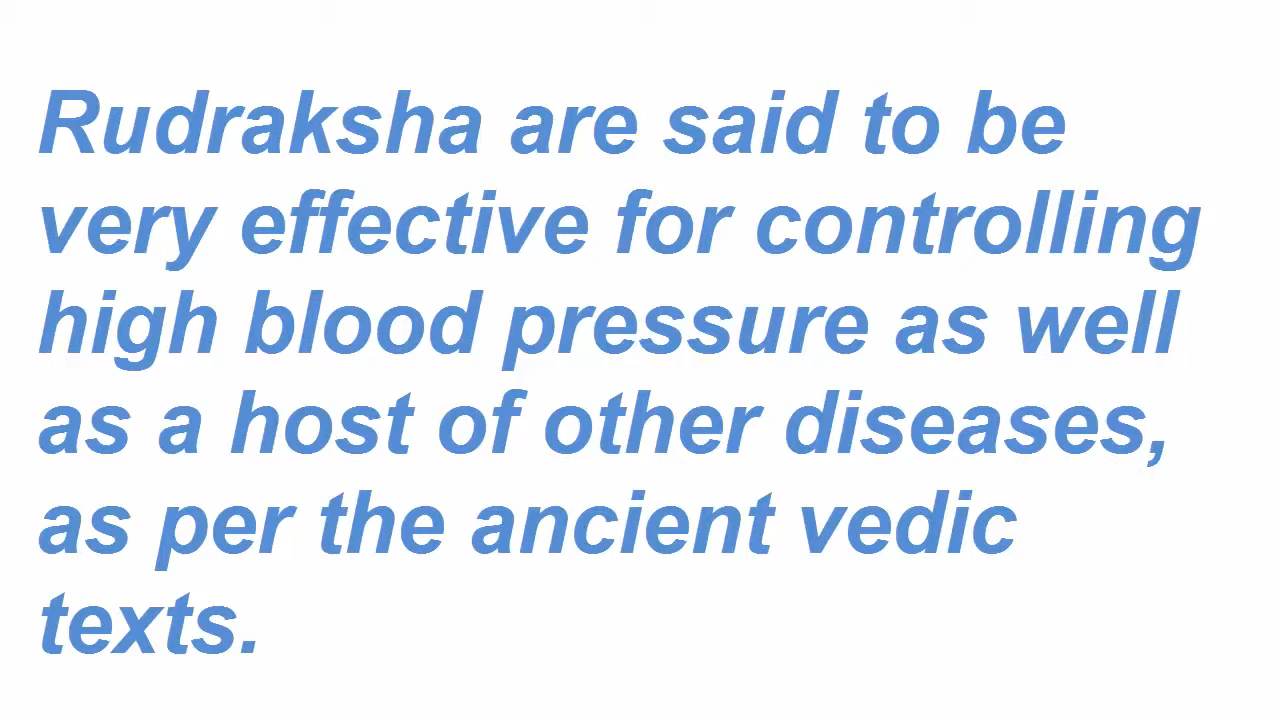 Rudraksha are said to be
very effective for controlling
high blood pressure as well
as a host of other diseases,
as per the ancient vedic
texts.